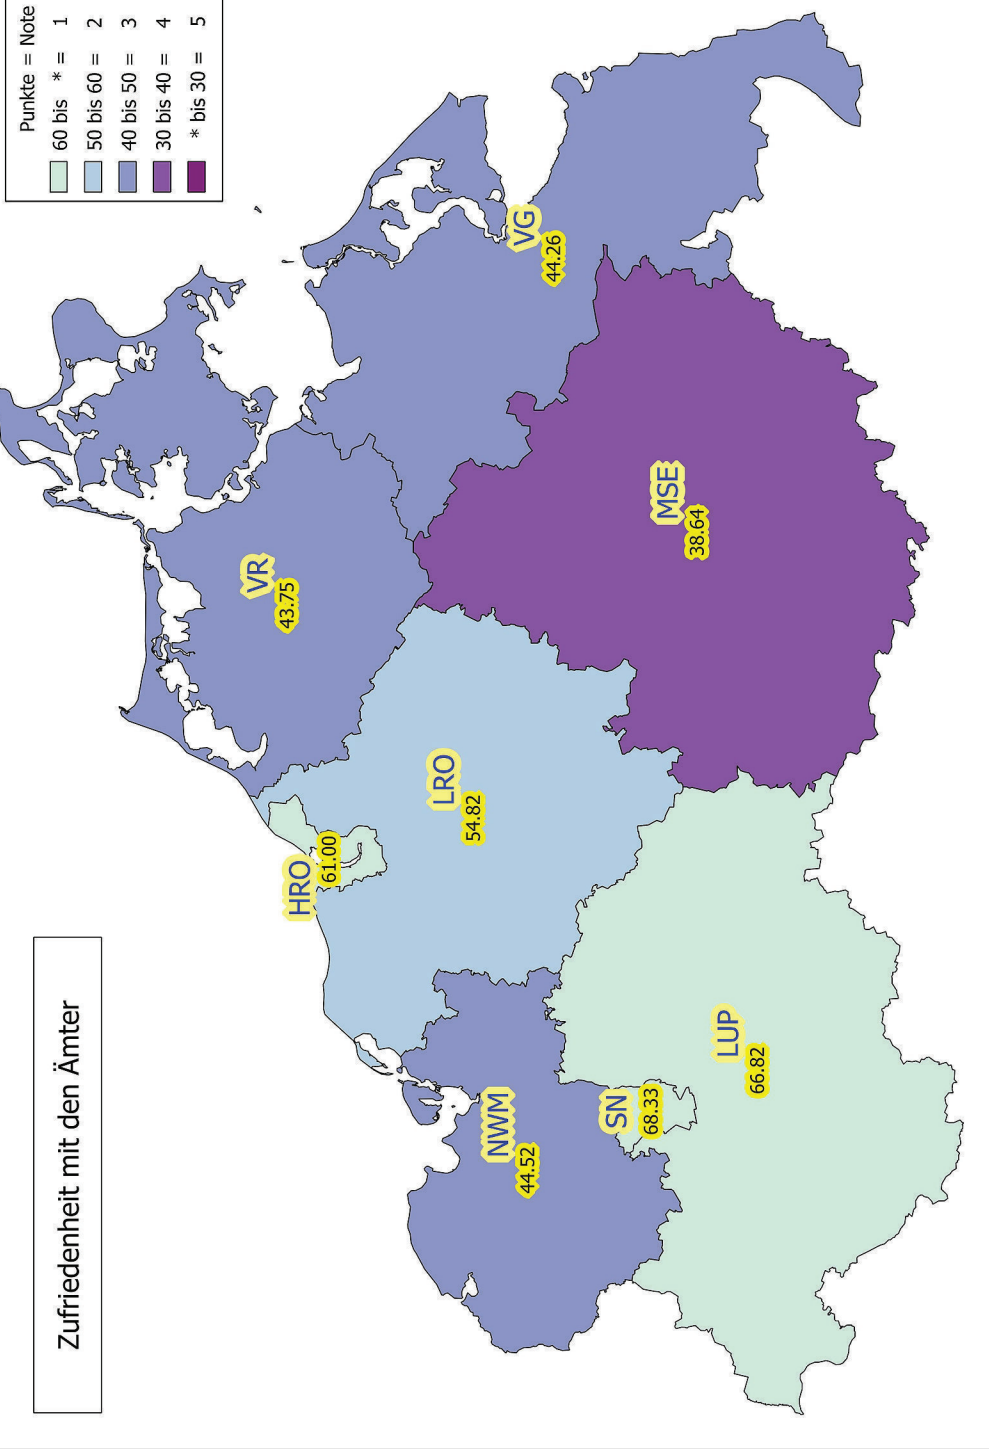 Zufriedenheit mit den Ämter
Punkte = Note
60 bis * = 1
50 bis 60 = 2
40 bis 50 = 3
30 bis 40 = 4
* bis 30 = 5
VR
43.75
HRO
61.00
LRO
54.82
VG
44.26
NWM
44.52
SN
68.33
MSE
38.64
LUP
66.82